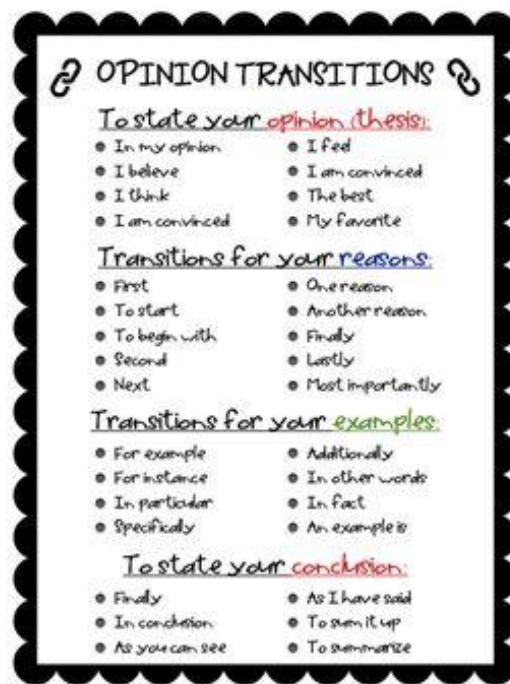 OPINION TRANSITIONS
To state your opinion (thesis):
In my opinion
I believe
I think
I am convinced
I feel
I am convinced
The best
My favorite
Transitions for your reasons:
First
To start
To begin with
Second
Next
One reason
Another reason
Finally
Lastly
Most importantly
Transitions for your examples:
For example
For instance
In particular
Specifically
Additionally
In other words
In fact
An example is
To state your conclusion:
Finally
In conclusion
As you can see
As I have said
To sum it up
To summarize